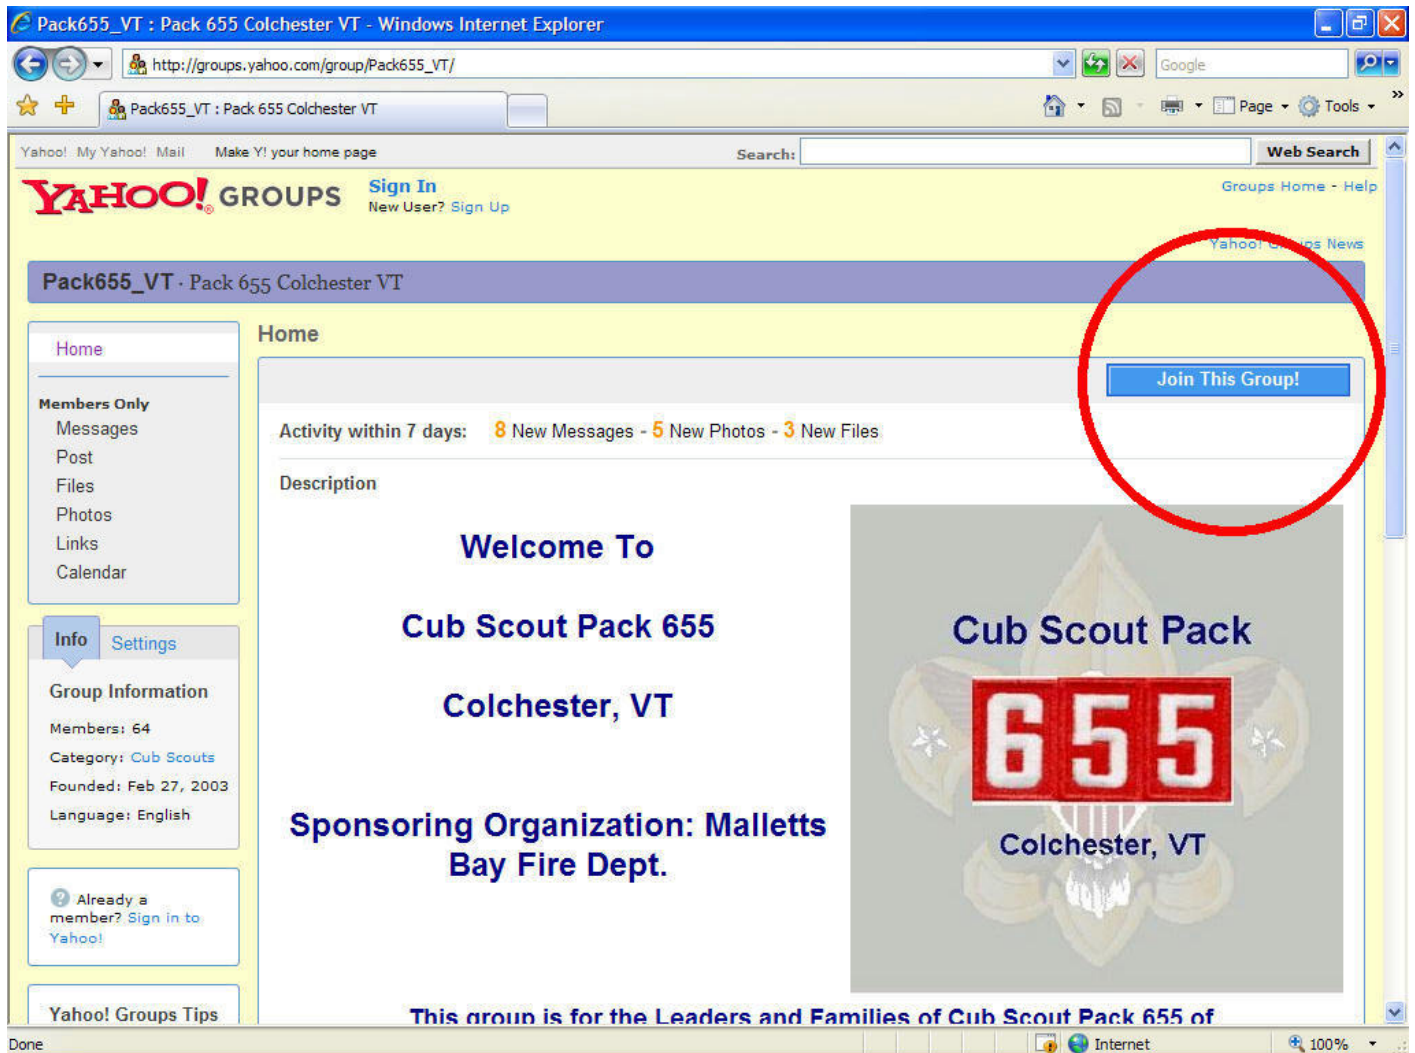 Pack655_VT : Pack 655 Colchester VT - Windows Internet Explorer
http://groups.yahoo.com/group/Pack655_VT/
Google
Pack655_VT : Pack 655 Colchester VT
Page
Tools
Yahoo! My Yahoo! Mail Make Y! your home page
Search:
Web Search
YAHOO! GROUPS
Sign In
New User? Sign Up
Groups Home - Help
Yahoo! Groups News
Pack655_VT · Pack 655 Colchester VT
Home
Members Only
Messages
Post
Files
Photos
Links
Calendar
Info Settings
Group Information
Members: 64
Category: Cub Scouts
Founded: Feb 27, 2003
Language: English
Already a
member? Sign in to
Yahoo!
Yahoo! Groups Tips
Home
Join This Group!
Activity within 7 days: 8 New Messages - 5 New Photos - 3 New Files
Description
Welcome To
Cub Scout Pack 655
Colchester, VT
Sponsoring Organization: Malletts
Bay Fire Dept.
Cub Scout Pack
655
Colchester, VT
This group is for the Leaders and Families of Cub Scout Pack 655 of
Done
Internet
100%